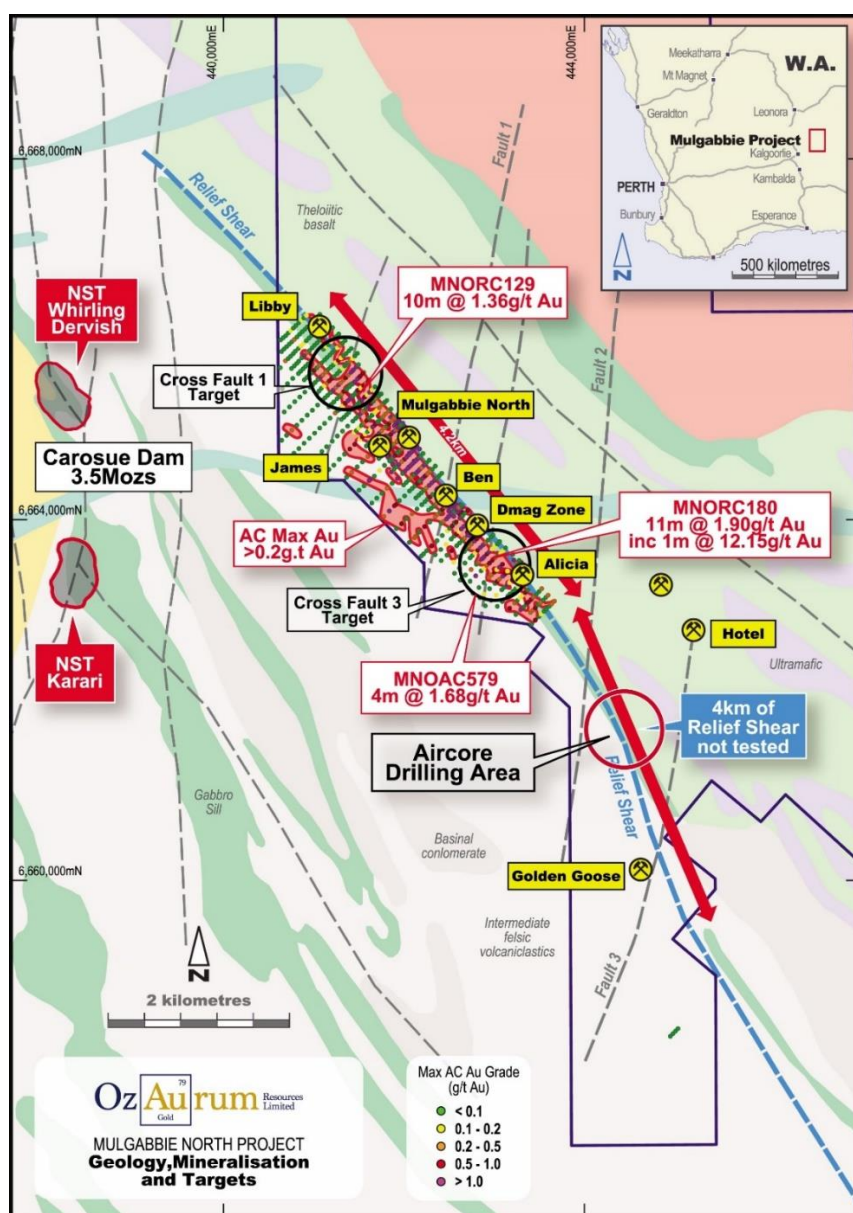 440,000mE
444,000mE
6,668,000mN
6,664,000mN
6,660,000mN
W.A.
Meekatharra
Mt Magnet
Geraldton
Leonora
Mulgabbie Project
Kalgoorlie
Kambalda
PERTH
Bunbury
Esperance
N
500 kilometres
Fault 1
Relief Shear
Theloiitic
basalt
NST
Whirling
Dervish
Libby
MNORC129
10m @ 1.36g/t Au
Fault 2
Cross Fault 1
Target
Mulgabbie North
4.2km
Carosue Dam
3.5Mozs
James
Ben
Dmag Zone
AC Max Au
>0.2g.t Au
MNORC180
11m @ 1.90g/t Au
inc 1m @ 12.15g/t Au
Alicia
Cross Fault 3
Target
NST
Karari
Hotel
MNOAC579
4m @ 1.68g/t Au
Ultramafic
4km of
Relief Shear
not tested
Aircore
Drilling Area
Relief Shear
Gabbro
Sill
Basinal
conlomerate
Golden Goose
Intermediate
felsic
volcaniclastics
Fault 3
N
2 kilometres
OzAurum
79
Gold
Resources
Limited
MULGABBIE NORTH PROJECT
Geology,Mineralisation
and Targets
Max AC Au Grade
(g/t Au)
< 0.1
0.1 - 0.2
0.2 - 0.5
0.5 - 1.0
> 1.0